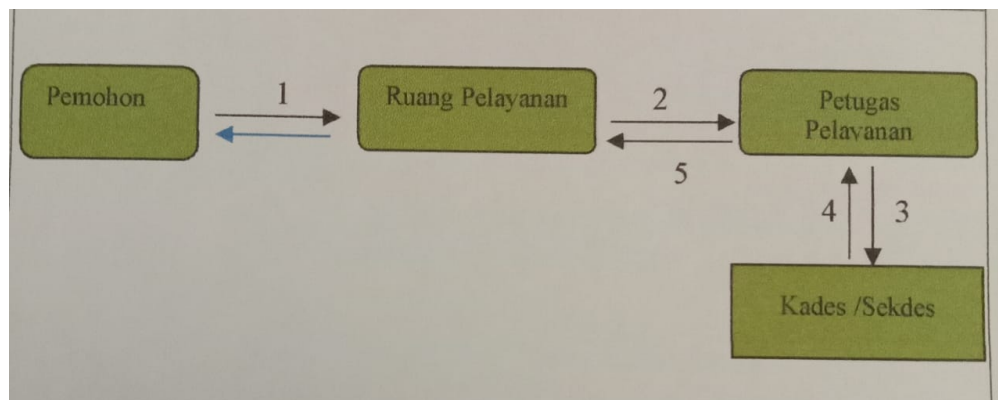 Pemohon
1
Ruang Pelayanan
2
5
Petugas
Pelayanan
4
3
Kades /Sekdes